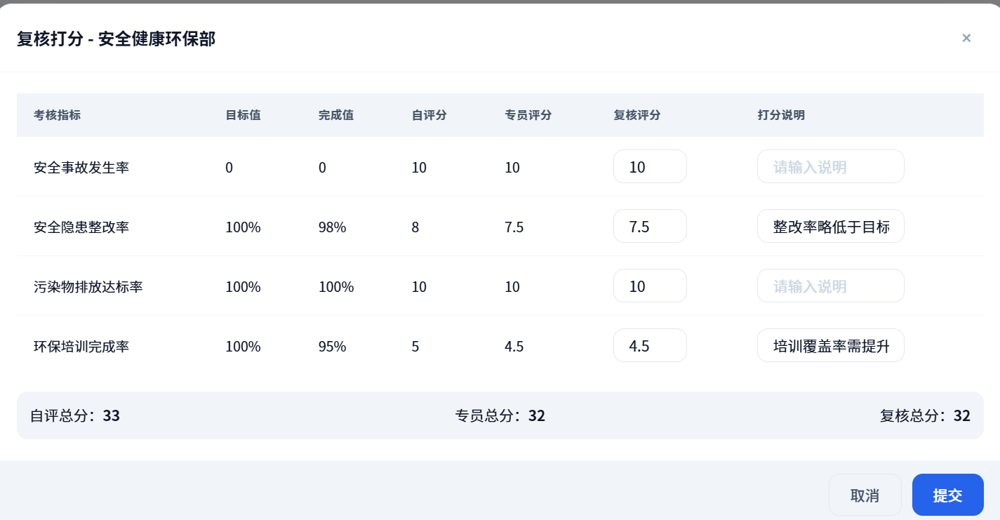 复核打分 - 安全健康环保部
×
考核指标 目标值 完成值 自评分 专员评分 复核评分 打分说明
安全事故发生率 0 0 10 10 10 请输入说明
安全隐患整改率 100% 98% 8 7.5 7.5 整改率略低于目标
污染物排放达标率 100% 100% 10 10 10 请输入说明
环保培训完成率 100% 95% 5 4.5 4.5 培训覆盖率需提升
自评总分：33 专员总分：32 复核总分：32
取消 提交